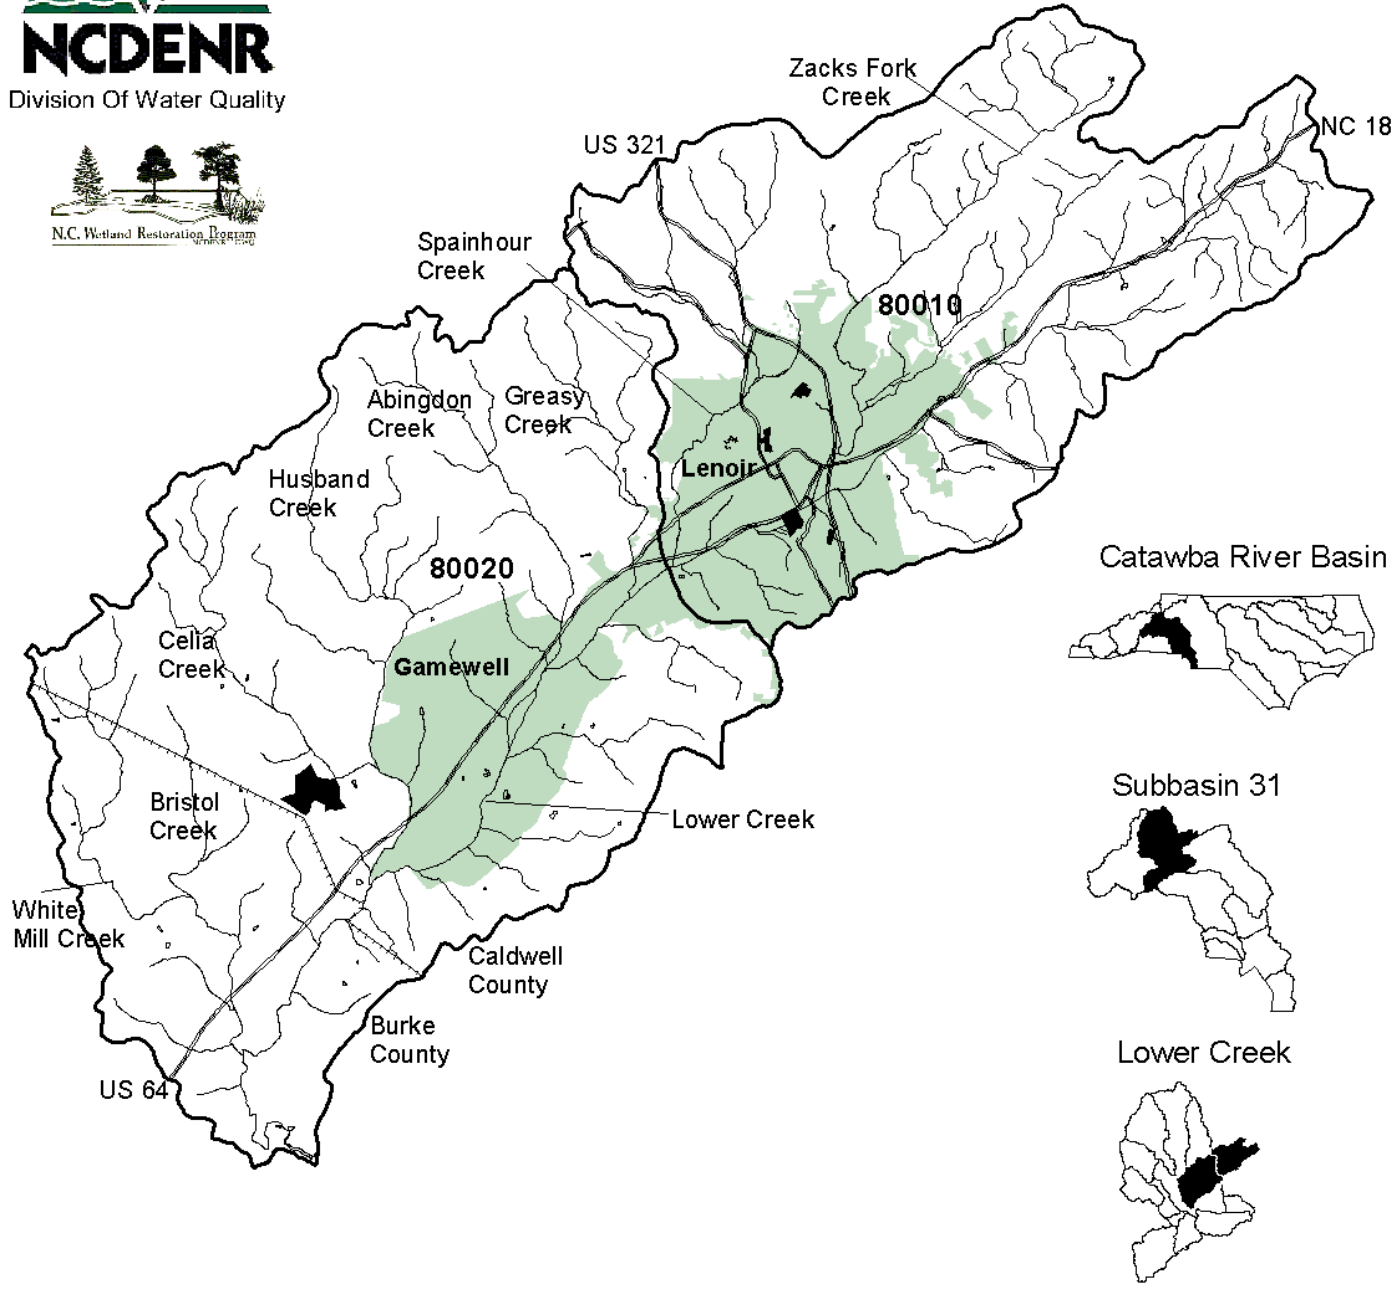 NCDENR
Division Of Water Quality
N.C. Wetland Restoration Program
Zacks Fork
Creek
NC 18
US 321
Spainhour
Creek
80010
Abingdon
Creek
Greasy
Creek
Lenoir
Husband
Creek
80020
Catawba River Basin
Celia
Creek
Gamewell
Subbasin 31
Bristol
Creek
Lower Creek
White
Mill Creek
Caldwell
County
Burke
County
Lower Creek
US 64